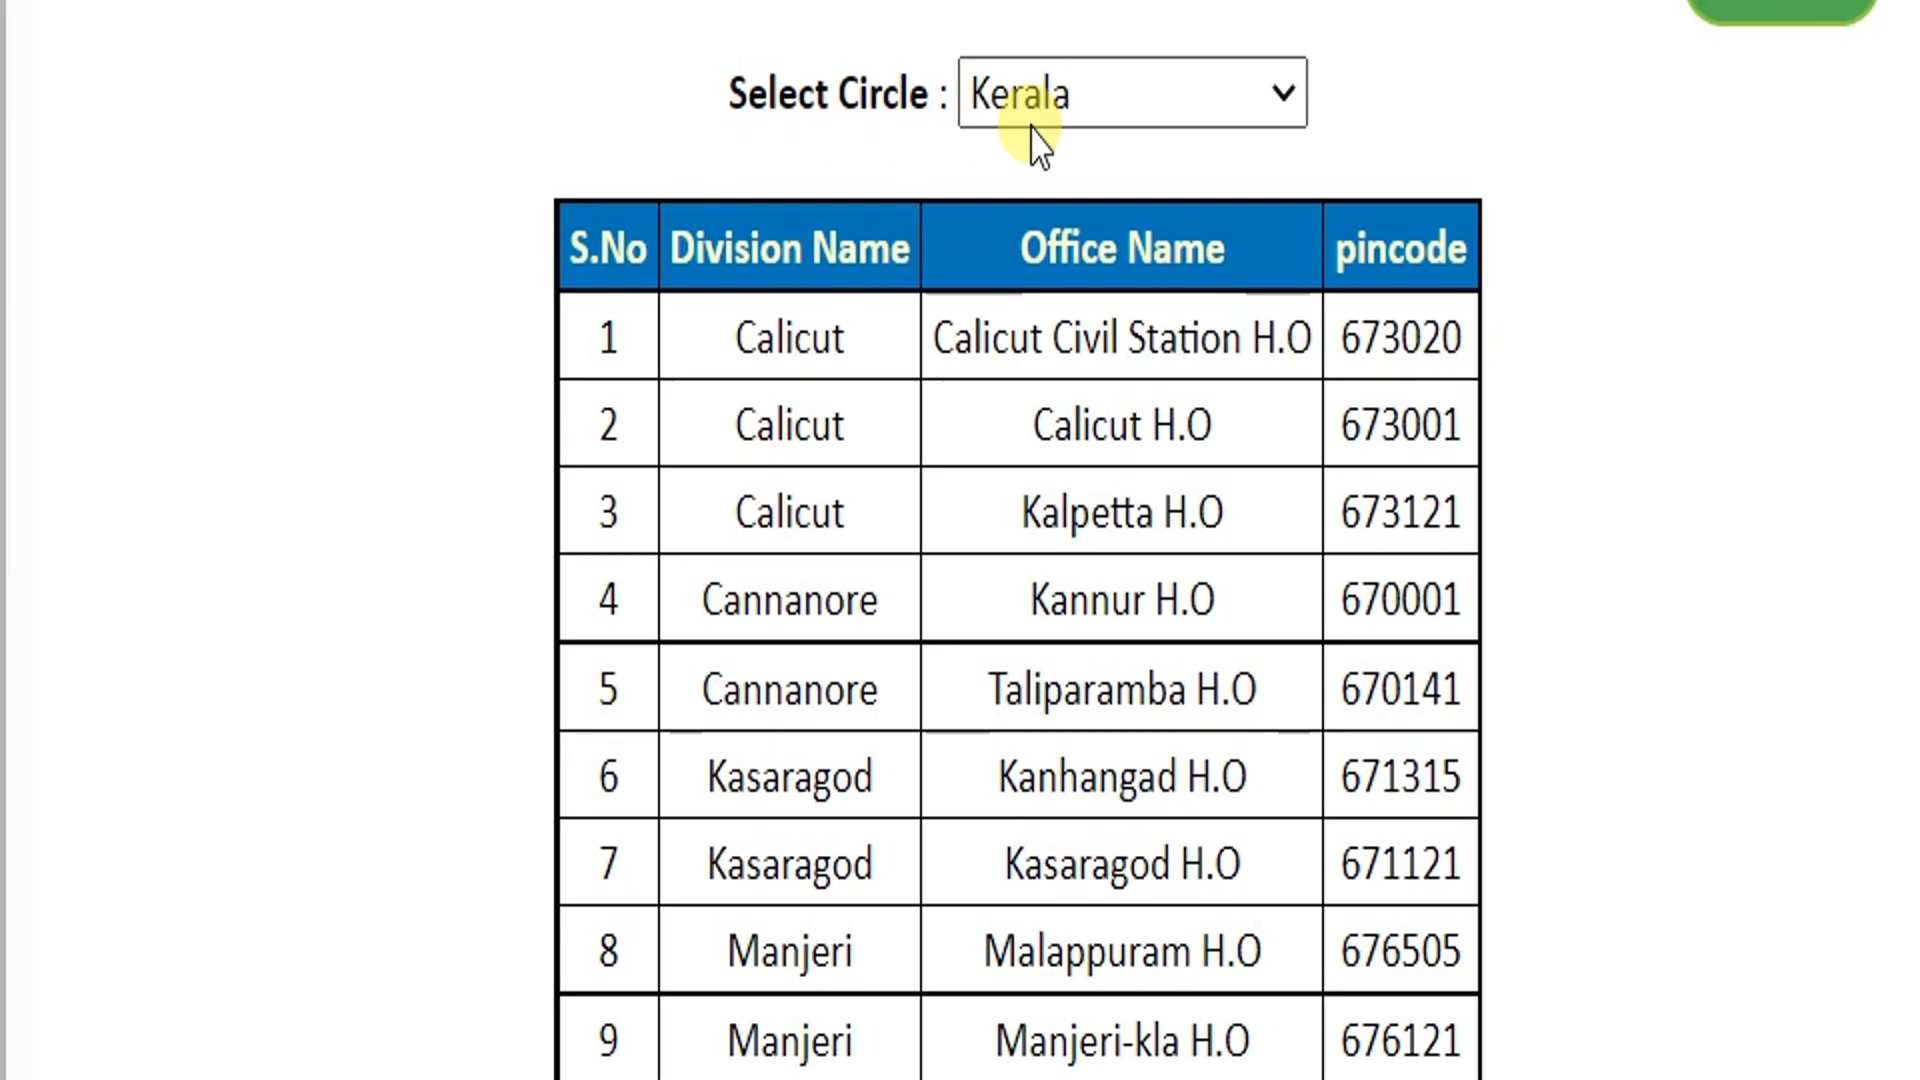 Select Circle : Kerala
S.No Division Name Office Name pincode
1 Calicut Calicut Civil Station H.O 673020
2 Calicut Calicut H.O 673001
3 Calicut Kalpetta H.O 673121
4 Cannanore Kannur H.O 670001
5 Cannanore Taliparamba H.O 670141
6 Kasaragod Kanhangad H.O 671315
7 Kasaragod Kasaragod H.O 671121
8 Manjeri Malappuram H.O 676505
9 Manjeri Manjeri-kla H.O 676121